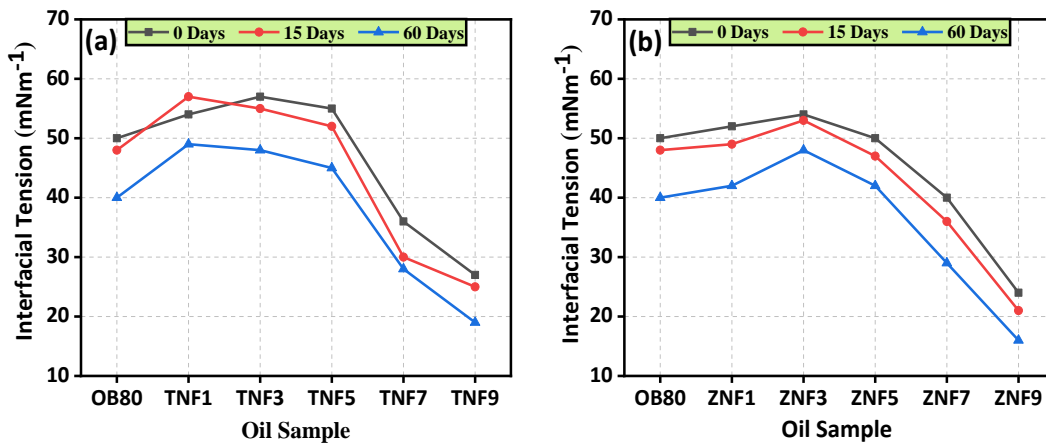 (a)
0 Days 15 Days 60 Days
Interfacial Tension (mNm⁻¹)
70
60
50
40
30
20
10
OB80 TNF1 TNF3 TNF5 TNF7 TNF9
Oil Sample
(b)
0 Days 15 Days 60 Days
Interfacial Tension (mNm⁻¹)
70
60
50
40
30
20
10
OB80 ZNF1 ZNF3 ZNF5 ZNF7 ZNF9
Oil Sample